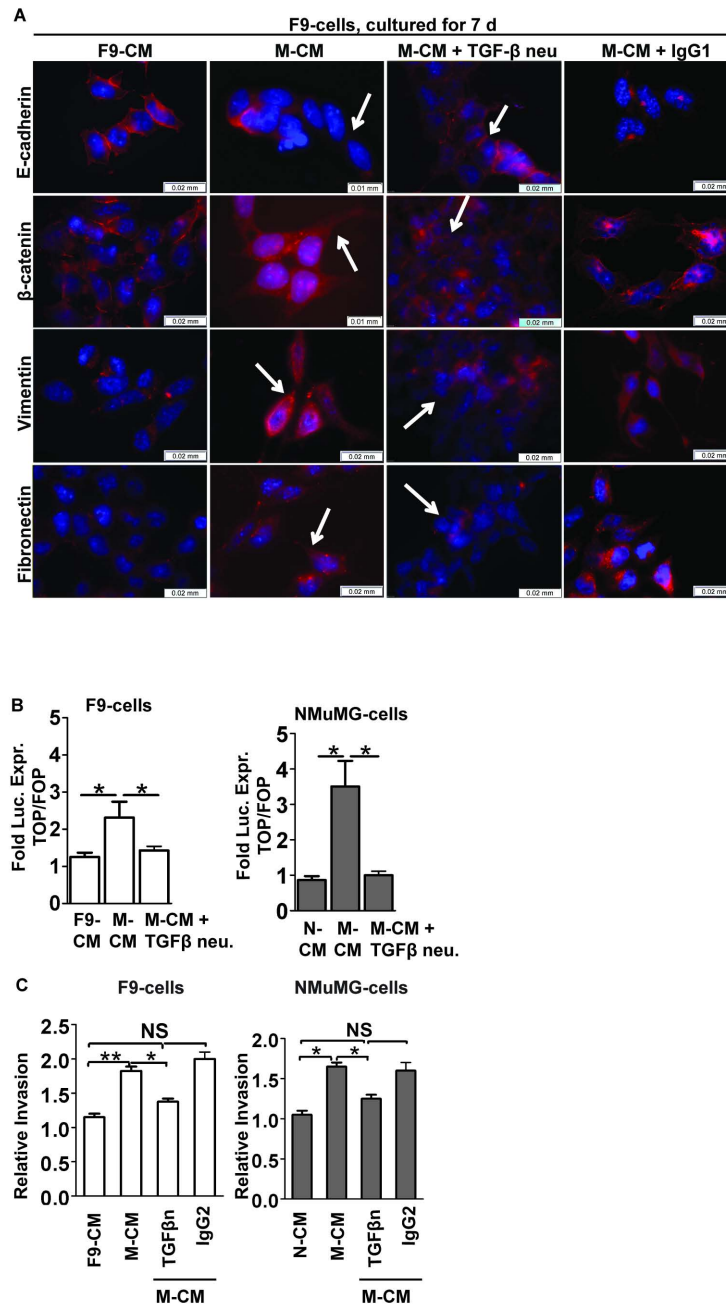 A
F9-cells, cultured for 7 d
F9-CM M-CM M-CM + TGF-β neu M-CM + IgG1
E-cadherin
0.02 mm 0.01 mm 0.02 mm 0.02 mm
β-catenin
0.02 mm 0.01 mm 0.02 mm 0.02 mm
Vimentin
0.02 mm 0.02 mm 0.02 mm 0.02 mm
Fibronectin
0.02 mm 0.02 mm 0.02 mm 0.02 mm
B
F9-cells
Fold Luc. Expr.
TOP/FOP
5
4
3
2
1
0
* *
F9-
CM
M-
CM
M-CM +
TGFβ neu.
NMuMG-cells
Fold Luc. Expr.
TOP/FOP
5
4
3
2
1
0
* *
N-
CM
M-
CM
M-CM +
TGFβ neu.
C
F9-cells
Relative Invasion
2.0
1.5
1.0
0.5
0.0
NS
** *
F9-CM
M-CM
TGFβn
IgG2
M-CM
NMuMG-cells
Relative Invasion
2.0
1.5
1.0
0.5
0.0
NS
* *
N-CM
M-CM
TGFβn
IgG2
M-CM